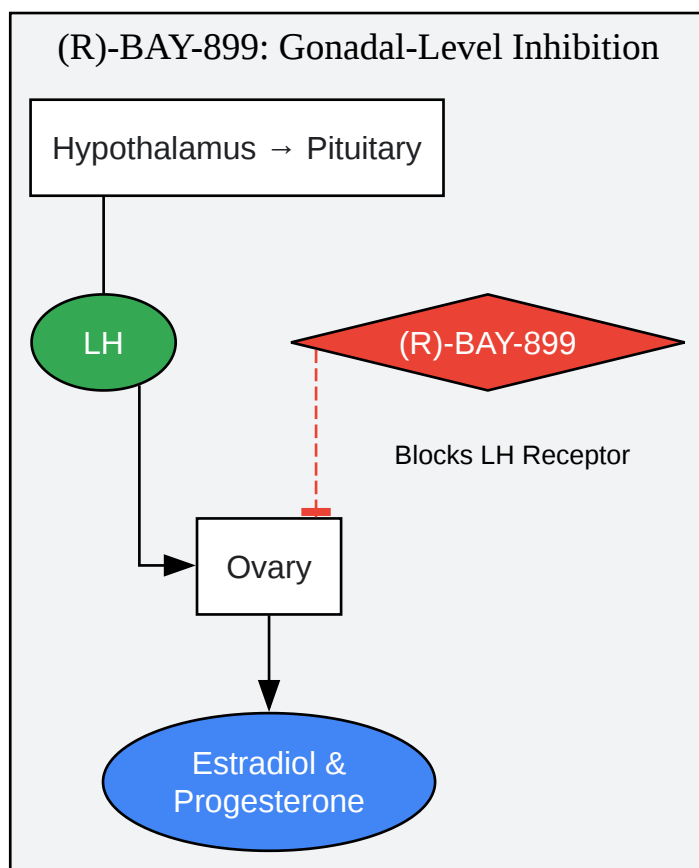 (R)-BAY-899: Gonadal-Level Inhibition
Hypothalamus → Pituitary
LH
(R)-BAY-899
Blocks LH Receptor
Ovary
Estradiol &
Progesterone